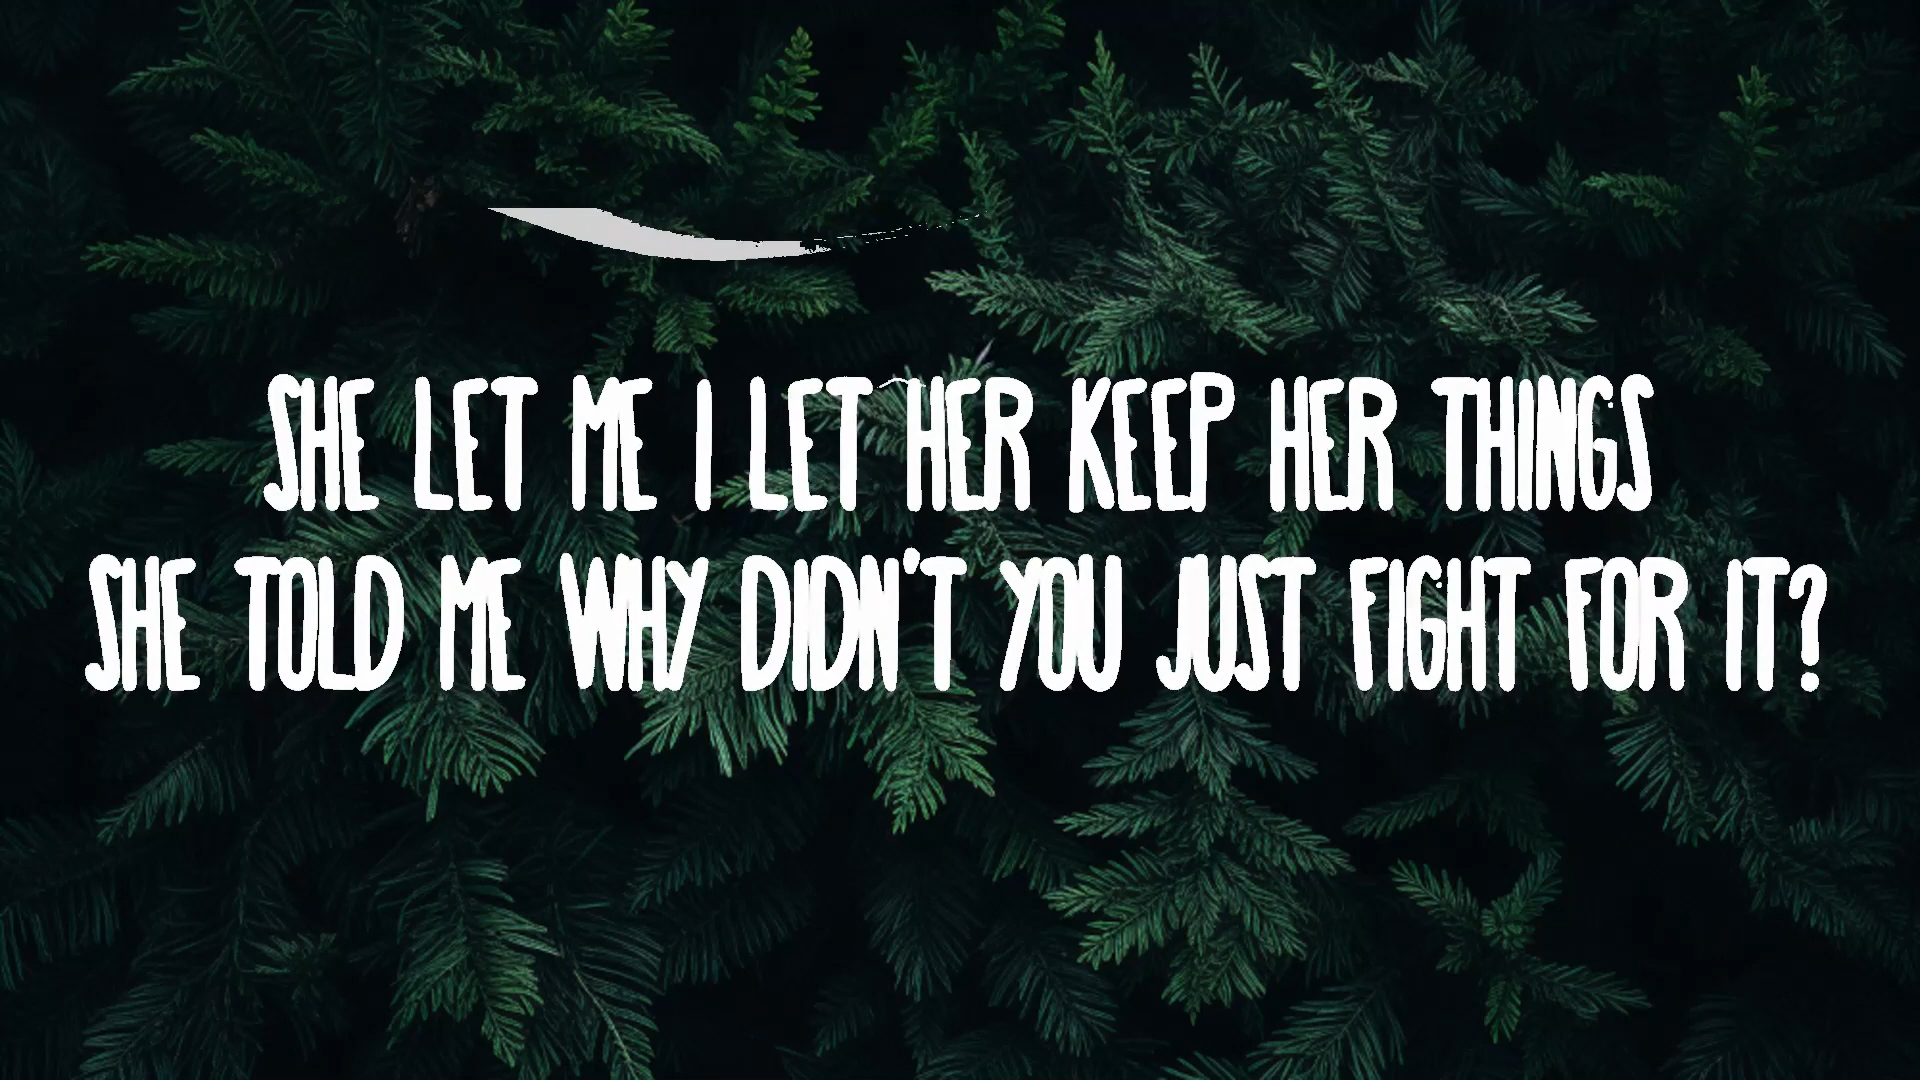 SHE LET ME I LET HER KEEP HER THINGS
SHE TOLD ME WHY DIDN'T YOU JUST FIGHT FOR IT?